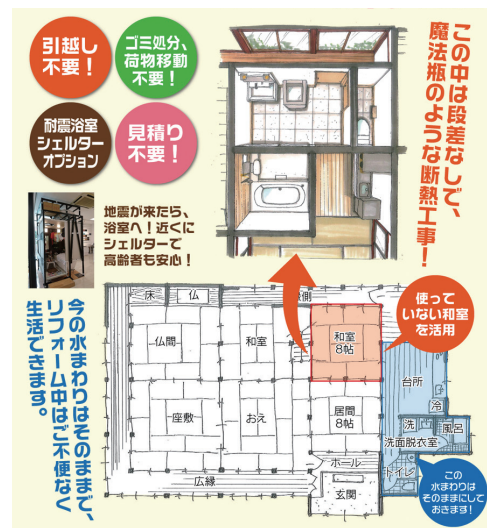 引越し
不要！
ゴミ処分、
荷物移動
不要！
耐震浴室
シェルター
オプション
見積り
不要！
この中は段差なしで、
魔法瓶のような断熱工事！
地震が来たら、
浴室へ！近くに
シェルターで
高齢者も安心！
今の水まわりはそのままで、
リフォーム中はご不便なく
生活できます。
使って
いない和室
を活用
床
仏
縁側
仏間
和室
和室
8帖
台所
冷
座敷
おえ
居間
8帖
洗
風呂
洗面脱衣室
ホール
トイレ
広縁
玄関
この
水まわりは
そのままにして
おきます！